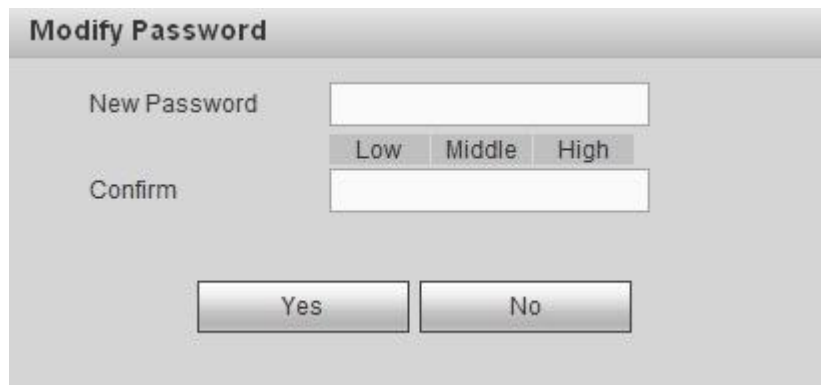 Modify Password
New Password
Low Middle High
Confirm
Yes No